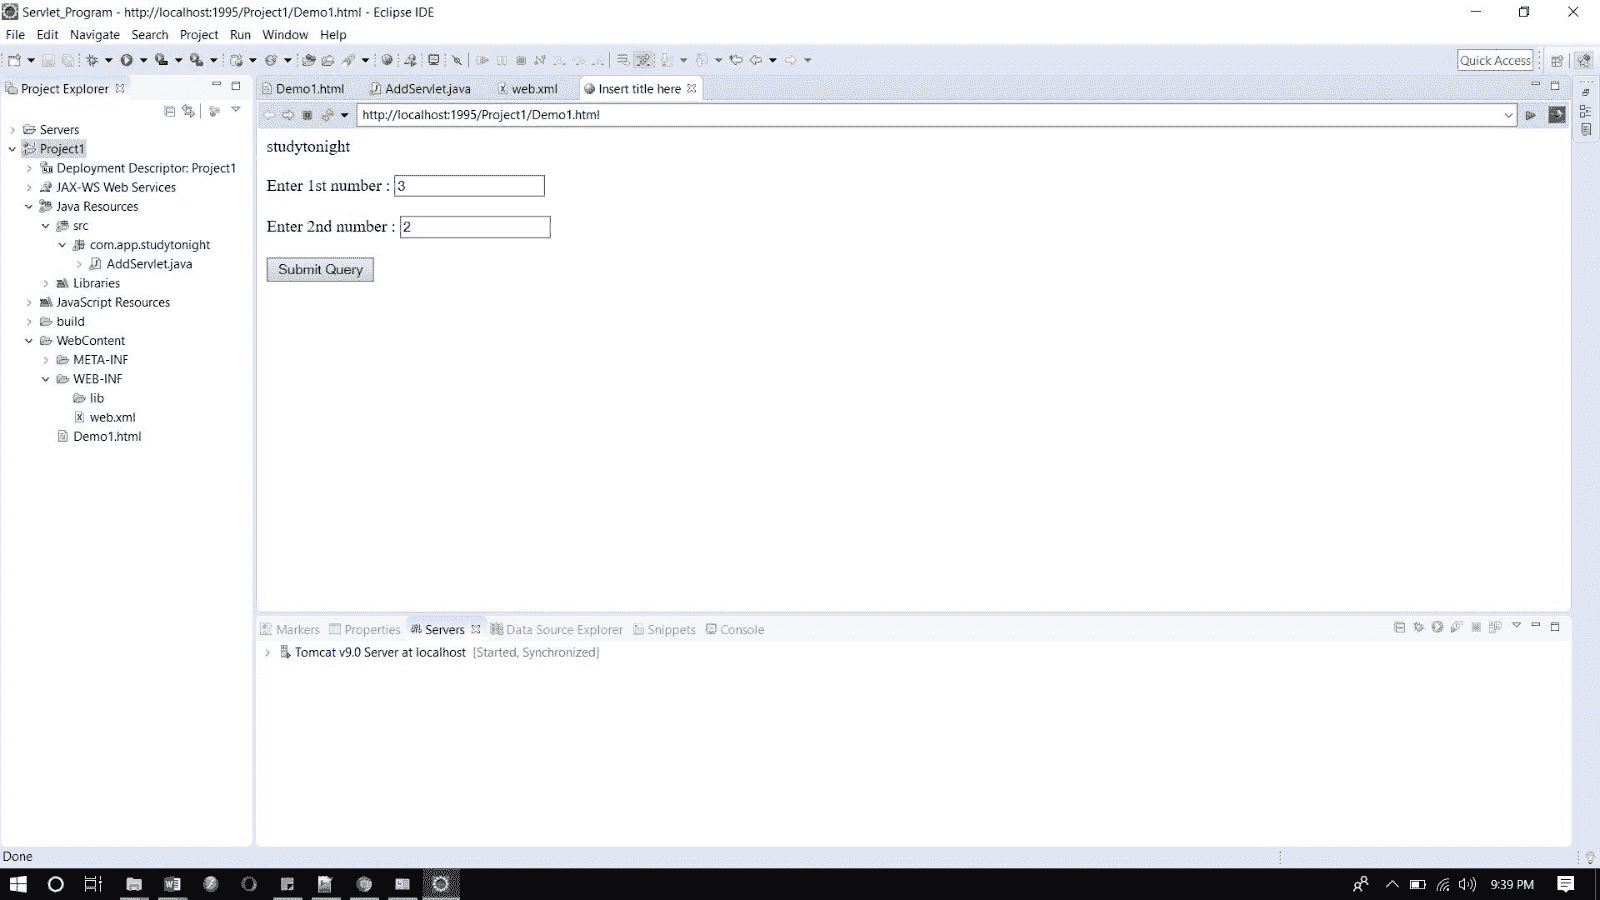 Servlet_Program - http://localhost:1995/Project1/Demo1.html - Eclipse IDE
File Edit Navigate Search Project Run Window Help
Quick Access
Project Explorer
Demo1.html AddServlet.java web.xml Insert title here
http://localhost:1995/Project1/Demo1.html
Servers
Project1
Deployment Descriptor: Project1
JAX-WS Web Services
Java Resources
src
com.app.studytonight
AddServlet.java
Libraries
JavaScript Resources
build
WebContent
META-INF
WEB-INF
lib
web.xml
Demo1.html
studytonight
Enter 1st number : 3
Enter 2nd number : 2
Submit Query
Markers Properties Servers Data Source Explorer Snippets Console
Tomcat v9.0 Server at localhost [Started, Synchronized]
Done
9:39 PM